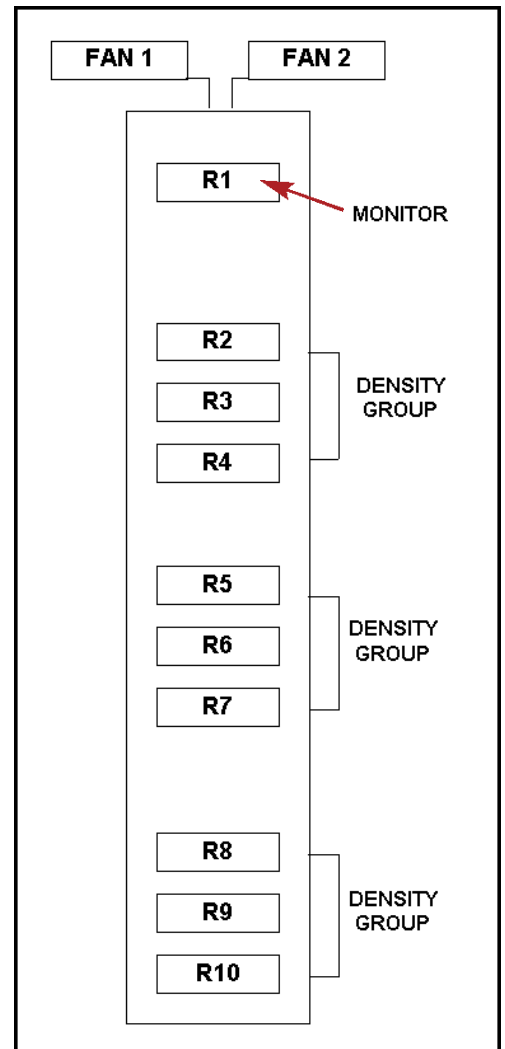 FAN 1
FAN 2
R1
MONITOR
R2
R3
R4
DENSITY
GROUP
R5
R6
R7
DENSITY
GROUP
R8
R9
R10
DENSITY
GROUP